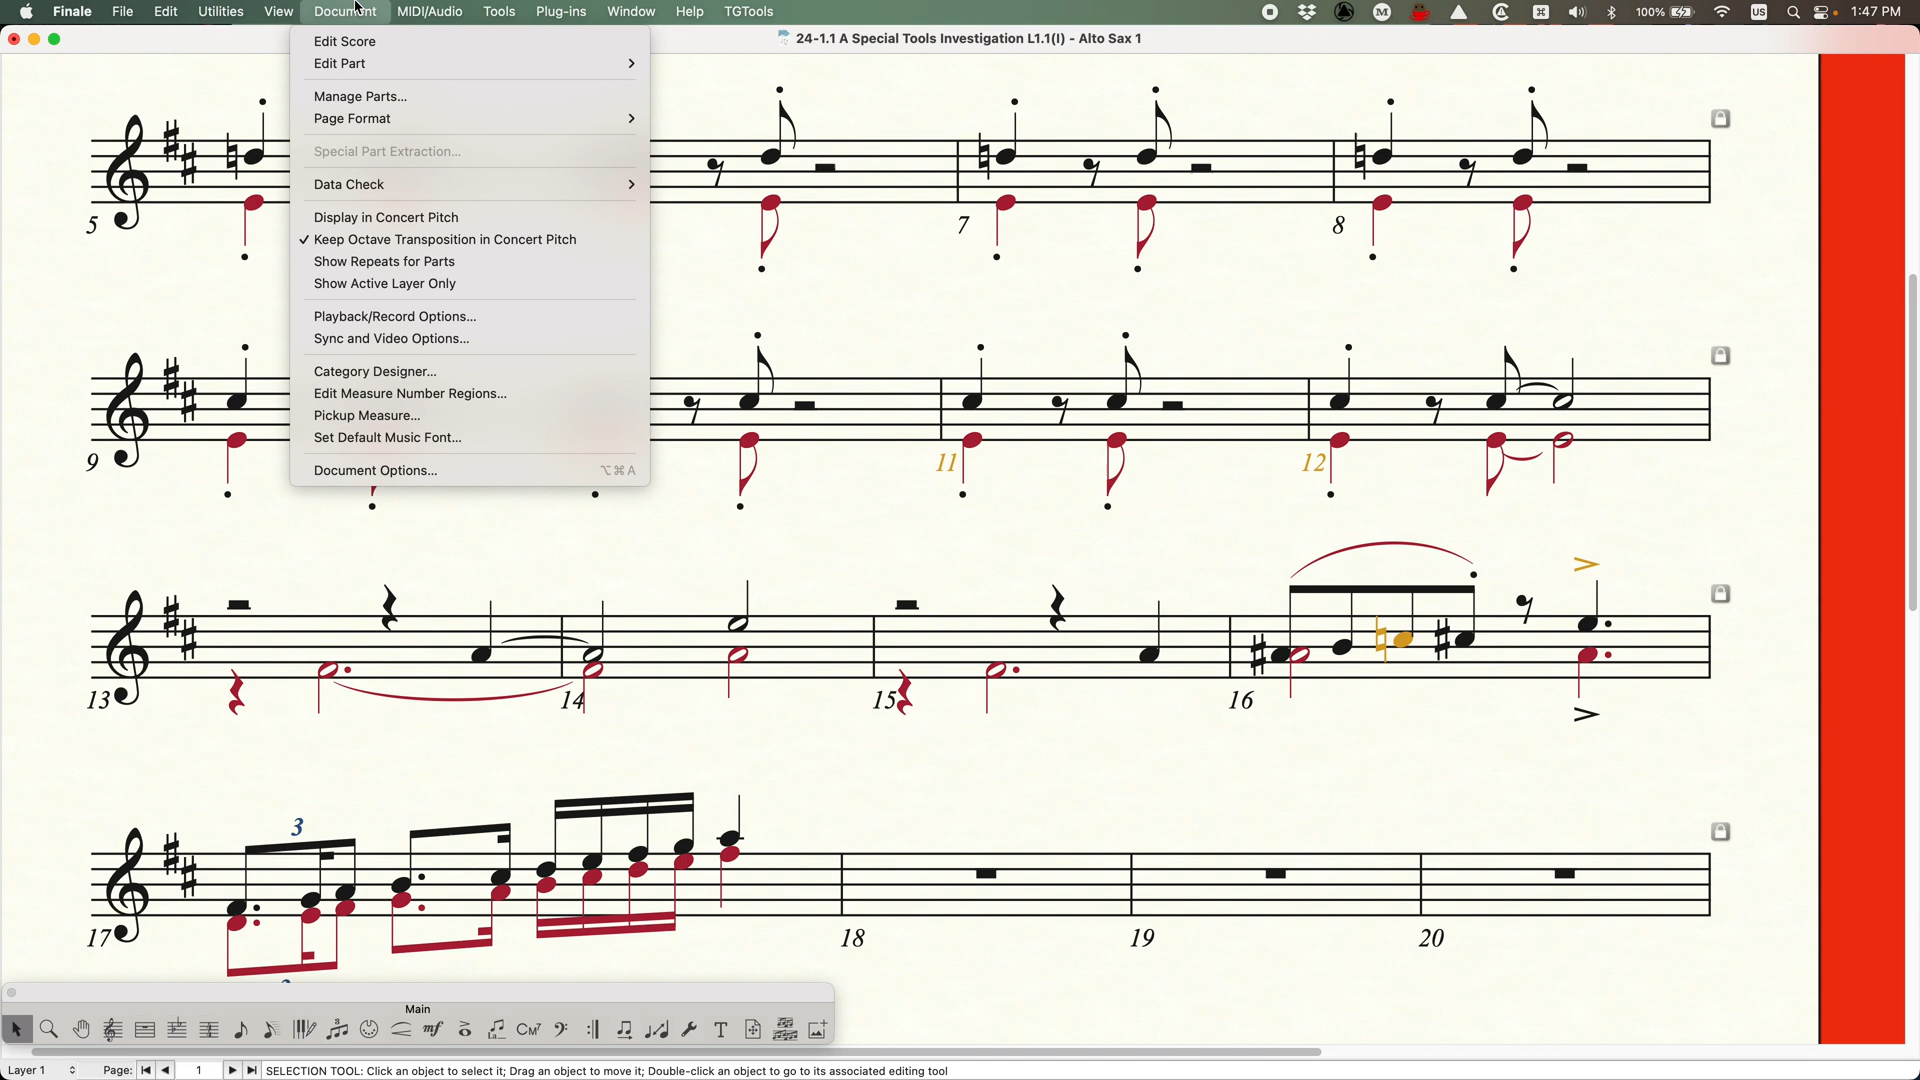 Finale File Edit Utilities View Document MIDI/Audio Tools Plug-ins Window Help TGTools 100% US 1:47 PM
24-1.1 A Special Tools Investigation L1.1(I) - Alto Sax 1
Edit Score
Edit Part
Manage Parts...
Page Format
Special Part Extraction...
Data Check
Display in Concert Pitch
✓ Keep Octave Transposition in Concert Pitch
Show Repeats for Parts
Show Active Layer Only
Playback/Record Options...
Sync and Video Options...
Category Designer...
Edit Measure Number Regions...
Pickup Measure...
Set Default Music Font...
Document Options... ⌥⌘A
5 7 8
9 11 12
13 14 15 16
3
17 18 19 20
Main
mf CM7 T
Layer 1 Page: 1 SELECTION TOOL: Click an object to select it; Drag an object to move it; Double-click an object to go to its associated editing tool